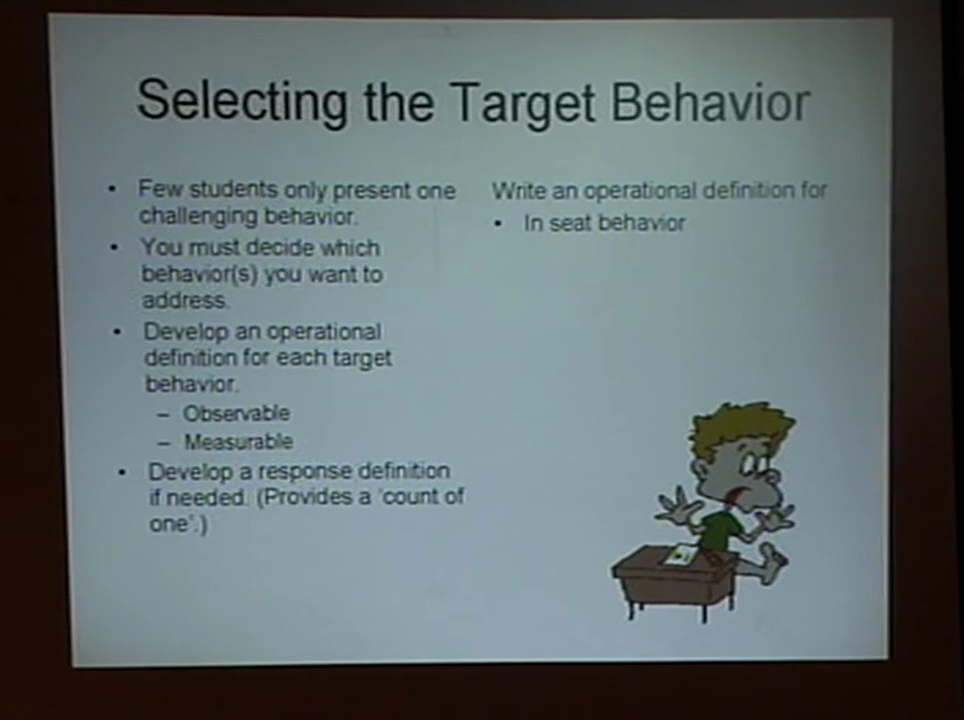 Selecting the Target Behavior
• Few students only present one
challenging behavior.
• You must decide which
behavior(s) you want to
address.
• Develop an operational
definition for each target
behavior.
– Observable
– Measurable
• Develop a response definition
if needed. (Provides a 'count of
one'.)
Write an operational definition for
• In seat behavior